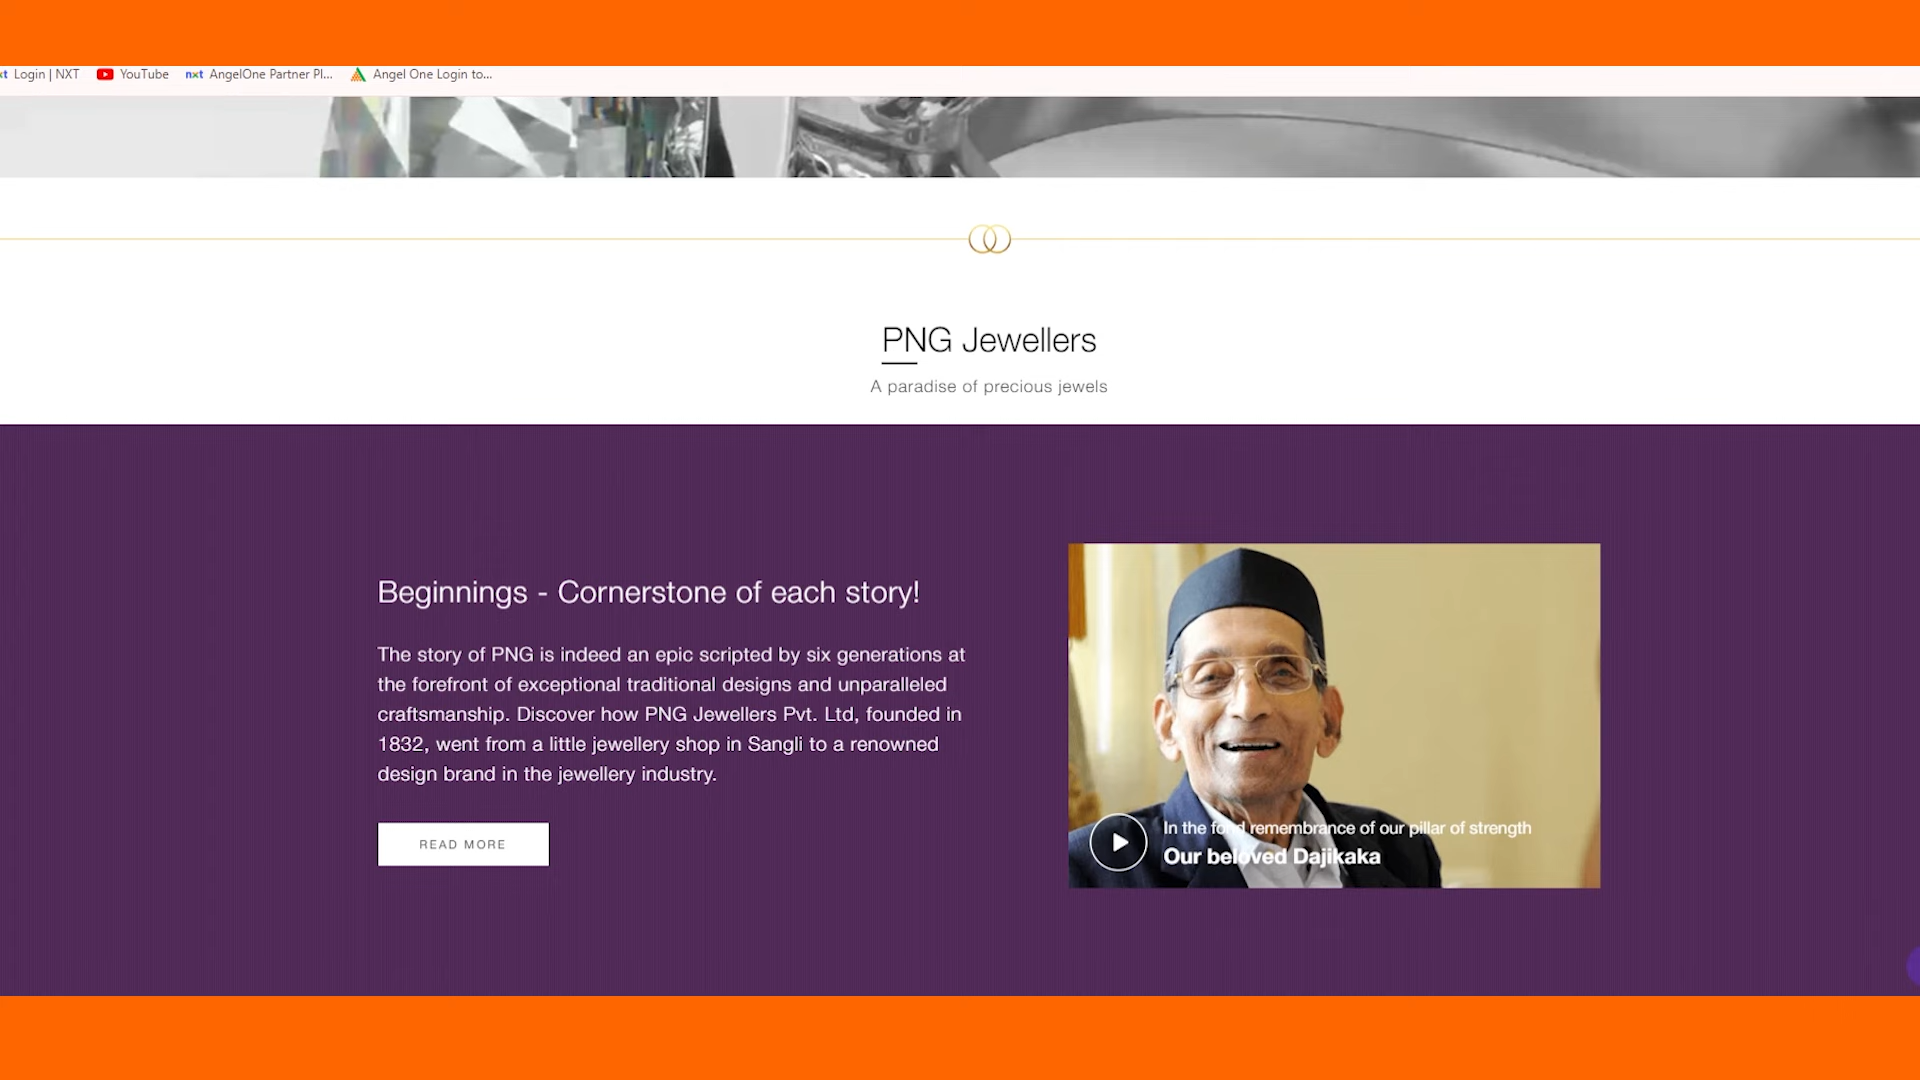 Login | NXT
YouTube
nxt AngelOne Partner Pl...
Angel One Login to...
PNG Jewellers
A paradise of precious jewels
Beginnings - Cornerstone of each story!
The story of PNG is indeed an epic scripted by six generations at
the forefront of exceptional traditional designs and unparalleled
craftsmanship. Discover how PNG Jewellers Pvt. Ltd, founded in
1832, went from a little jewellery shop in Sangli to a renowned
design brand in the jewellery industry.
READ MORE
In the fond remembrance of our pillar of strength
Our beloved Dajikaka